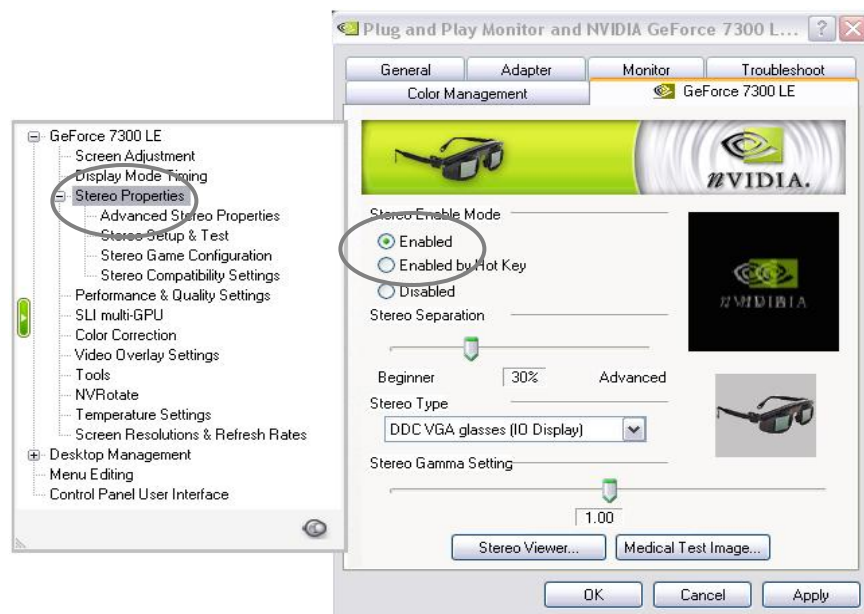 Plug and Play Monitor and NVIDIA GeForce 7300 L...
General Adapter Monitor Troubleshoot
Color Management GeForce 7300 LE
GeForce 7300 LE
Screen Adjustment
Display Mode Timing
Stereo Properties
Advanced Stereo Properties
Stereo Setup & Test
Stereo Game Configuration
Stereo Compatibility Settings
Performance & Quality Settings
SLI multi-GPU
Color Correction
Video Overlay Settings
Tools
NVRotate
Temperature Settings
Screen Resolutions & Refresh Rates
Desktop Management
Menu Editing
Control Panel User Interface
nVIDIA.
Stereo Enable Mode
Enabled
Enabled by Hot Key
Disabled
Stereo Separation
Beginner 30% Advanced
Stereo Type
DDC VGA glasses (IO Display)
Stereo Gamma Setting
1.00
Stereo Viewer... Medical Test Image...
OK Cancel Apply